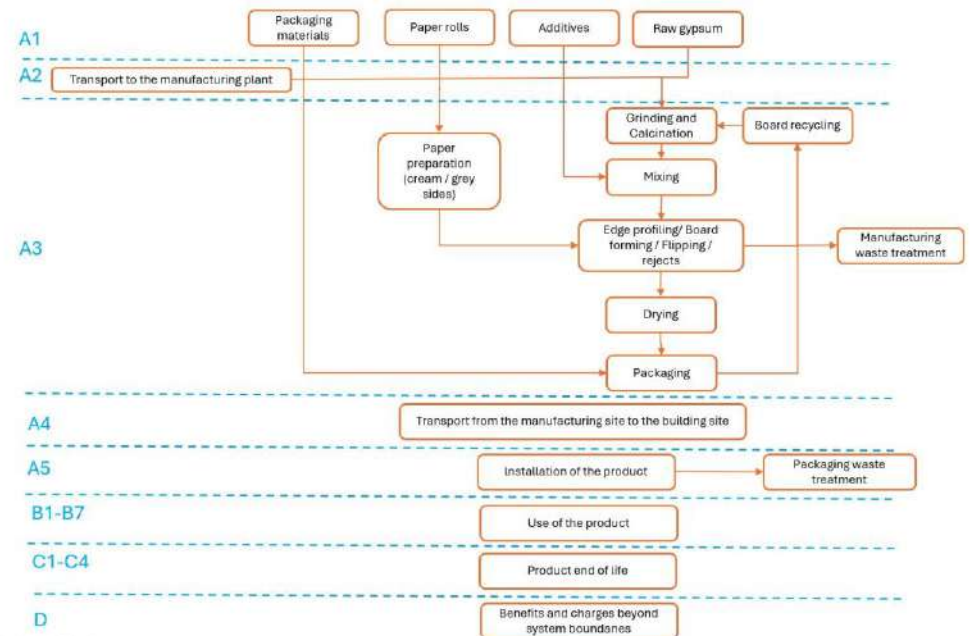 A1
Packaging
materials
Paper rolls
Additives
Raw gypsum
A2
Transport to the manufacturing plant
Grinding and
Calcination
Board recycling
Paper
preparation
(cream / grey
sides)
Mixing
A3
Edge profiling/ Board
forming / Flipping /
rejects
Manufacturing
waste treatment
Drying
Packaging
A4
Transport from the manufacturing site to the building site
A5
Installation of the product
Packaging waste
treatment
B1-B7
Use of the product
C1-C4
Product end of life
D
Benefits and charges beyond
system boundaries